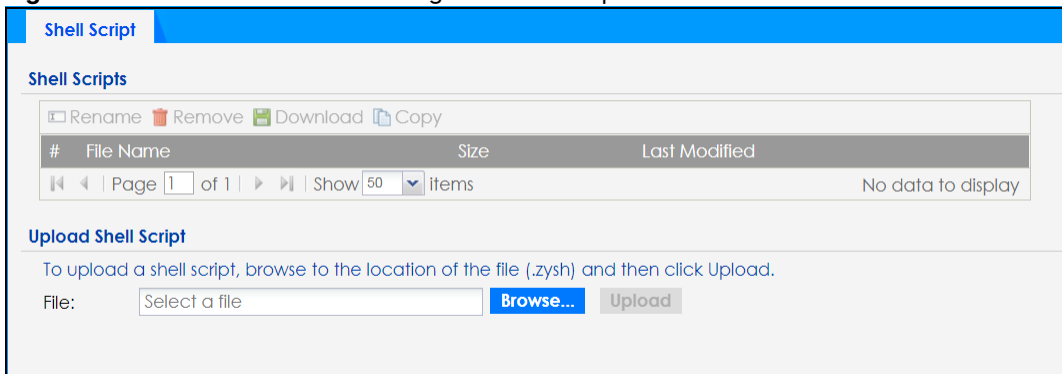 Shell Script
Shell Scripts
Rename Remove Download Copy
# File Name Size Last Modified
Page 1 of 1 Show 50 items No data to display
Upload Shell Script
To upload a shell script, browse to the location of the file (.zysh) and then click Upload.
File: Select a file Browse... Upload